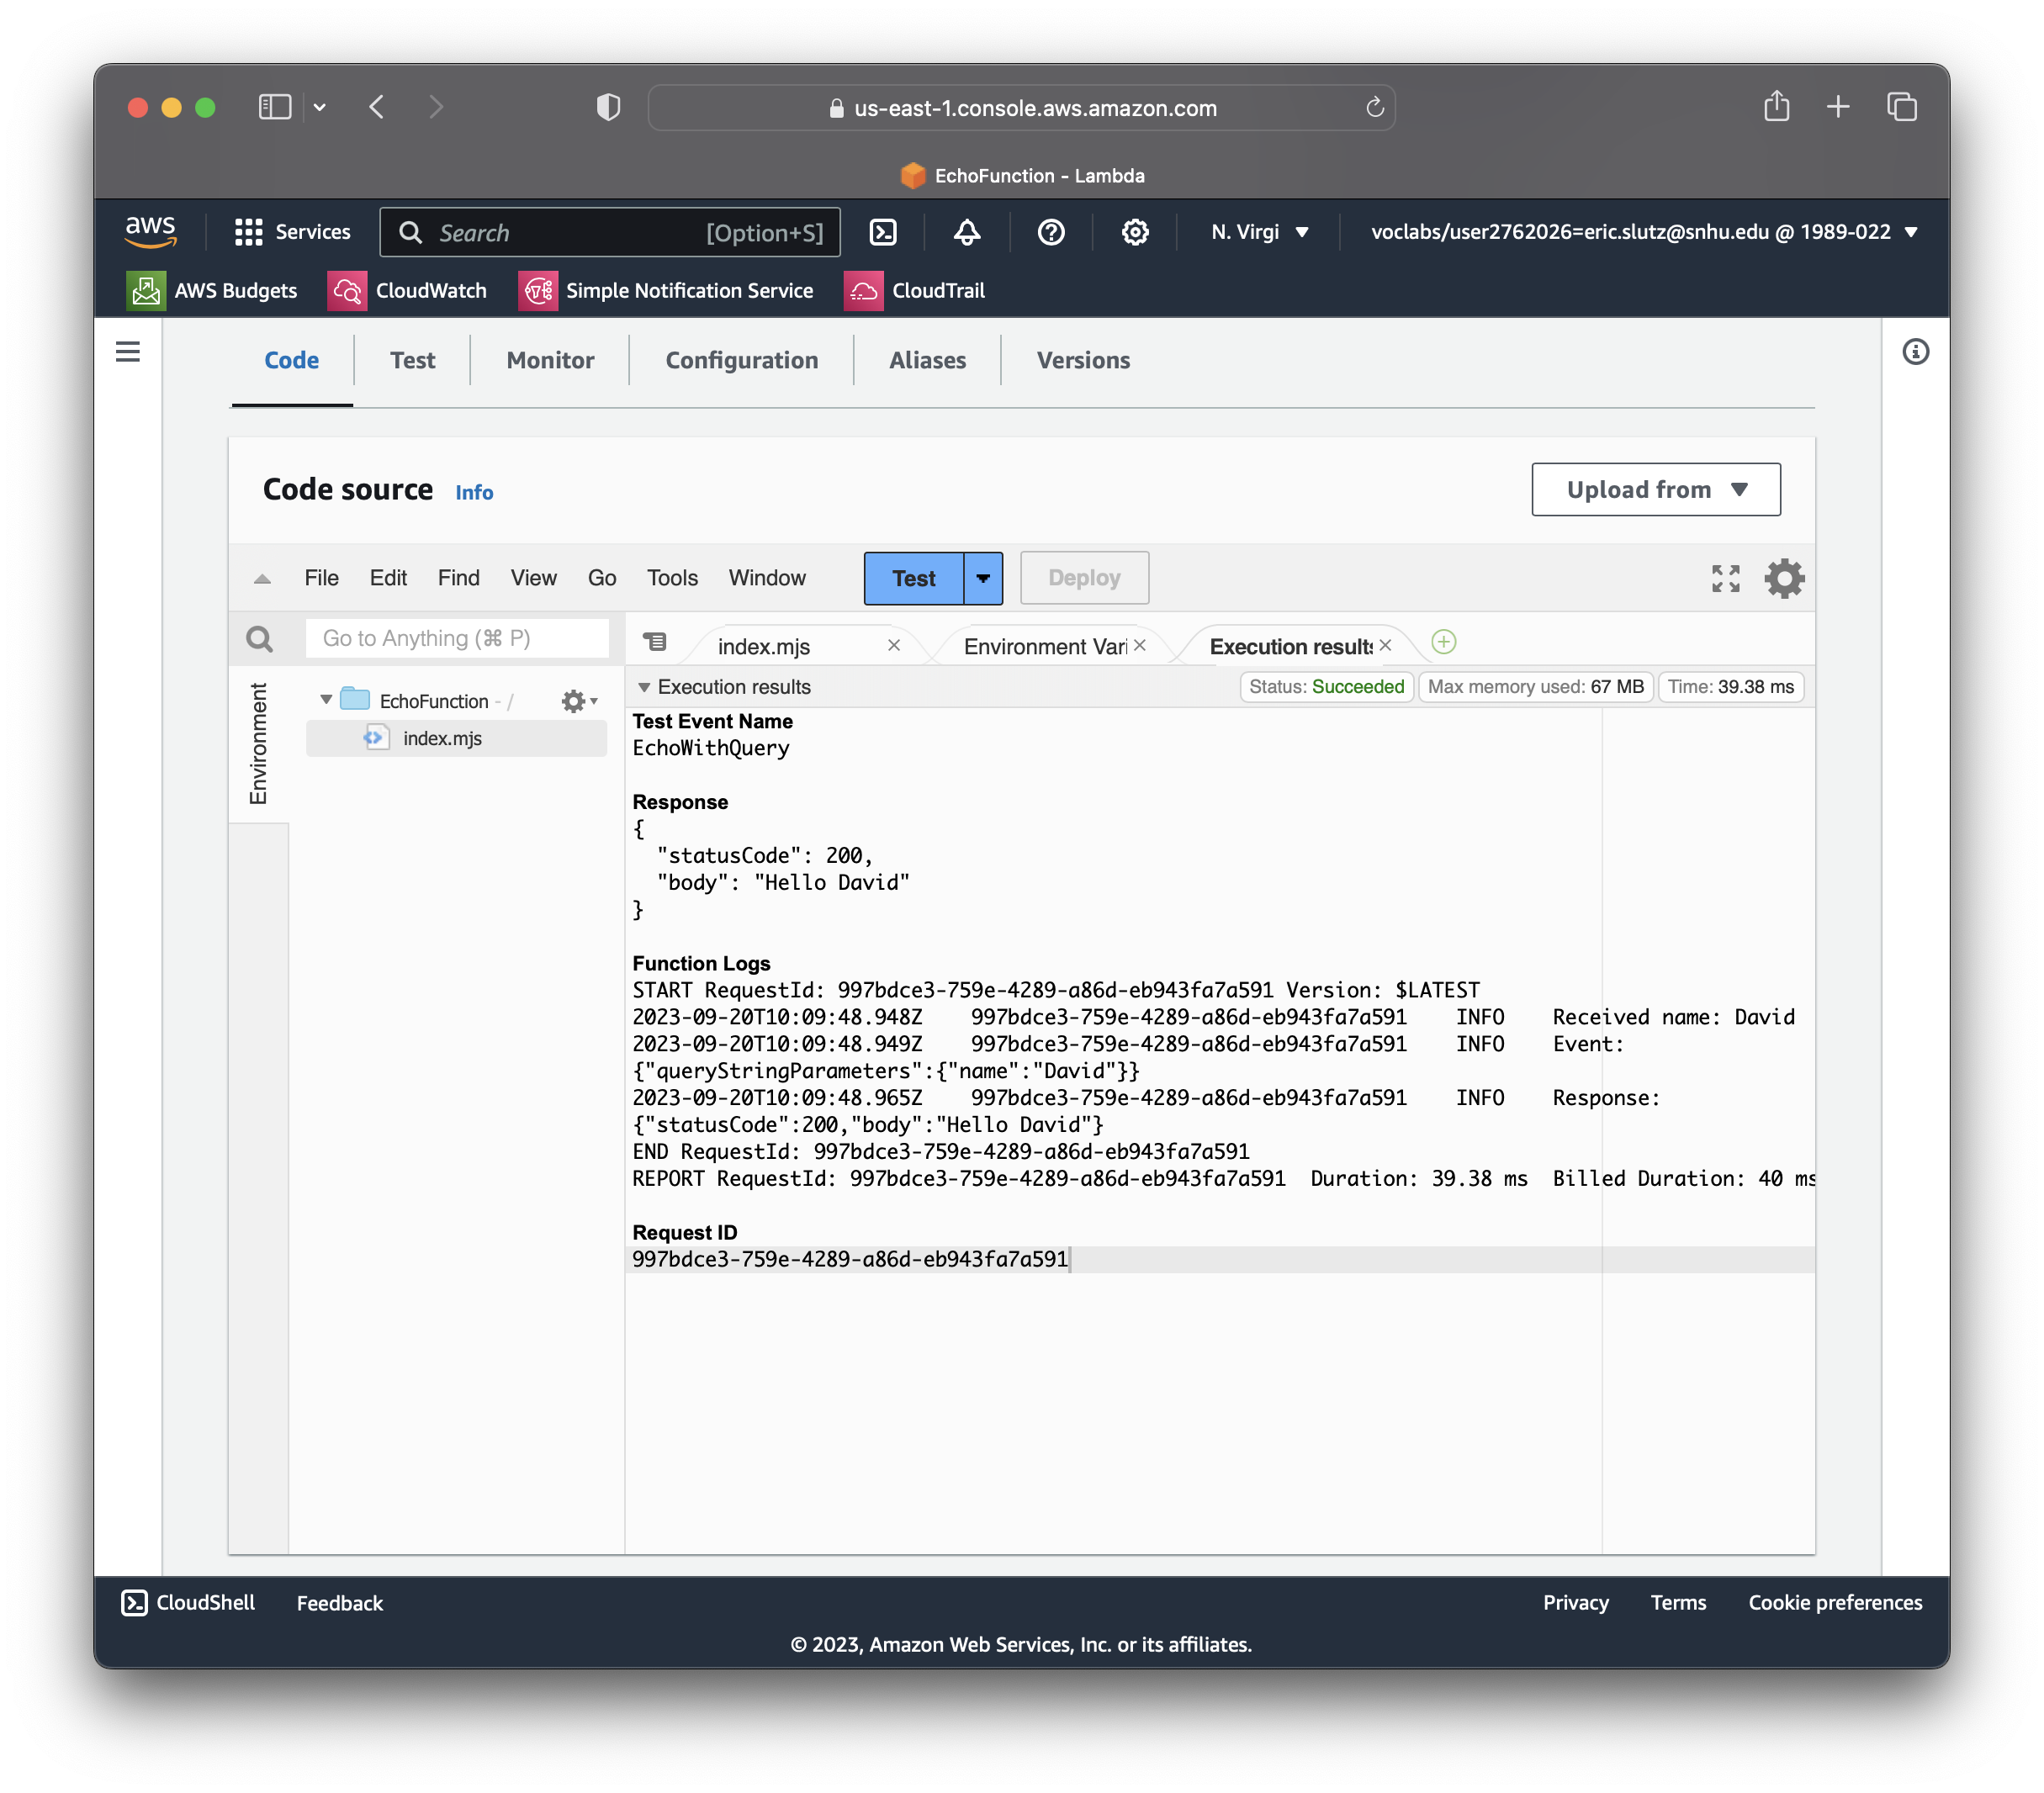 us-east-1.console.aws.amazon.com
EchoFunction - Lambda
aws Services Search [Option+S] N. Virgi voclabs/user2762026=eric.slutz@snhu.edu @ 1989-022
AWS Budgets CloudWatch Simple Notification Service CloudTrail
Code Test Monitor Configuration Aliases Versions
Code source Info Upload from
File Edit Find View Go Tools Window Test Deploy
Go to Anything (⌘ P) index.mjs Environment Vari Execution results
Environment
EchoFunction - /
index.mjs
Execution results Status: Succeeded Max memory used: 67 MB Time: 39.38 ms
Test Event Name
EchoWithQuery
Response
{
"statusCode": 200,
"body": "Hello David"
}
Function Logs
START RequestId: 997bdce3-759e-4289-a86d-eb943fa7a591 Version: $LATEST
2023-09-20T10:09:48.948Z 997bdce3-759e-4289-a86d-eb943fa7a591 INFO Received name: David
2023-09-20T10:09:48.949Z 997bdce3-759e-4289-a86d-eb943fa7a591 INFO Event:
{"queryStringParameters":{"name":"David"}}
2023-09-20T10:09:48.965Z 997bdce3-759e-4289-a86d-eb943fa7a591 INFO Response:
{"statusCode":200,"body":"Hello David"}
END RequestId: 997bdce3-759e-4289-a86d-eb943fa7a591
REPORT RequestId: 997bdce3-759e-4289-a86d-eb943fa7a591 Duration: 39.38 ms Billed Duration: 40 ms
Request ID
997bdce3-759e-4289-a86d-eb943fa7a591
CloudShell Feedback Privacy Terms Cookie preferences
© 2023, Amazon Web Services, Inc. or its affiliates.